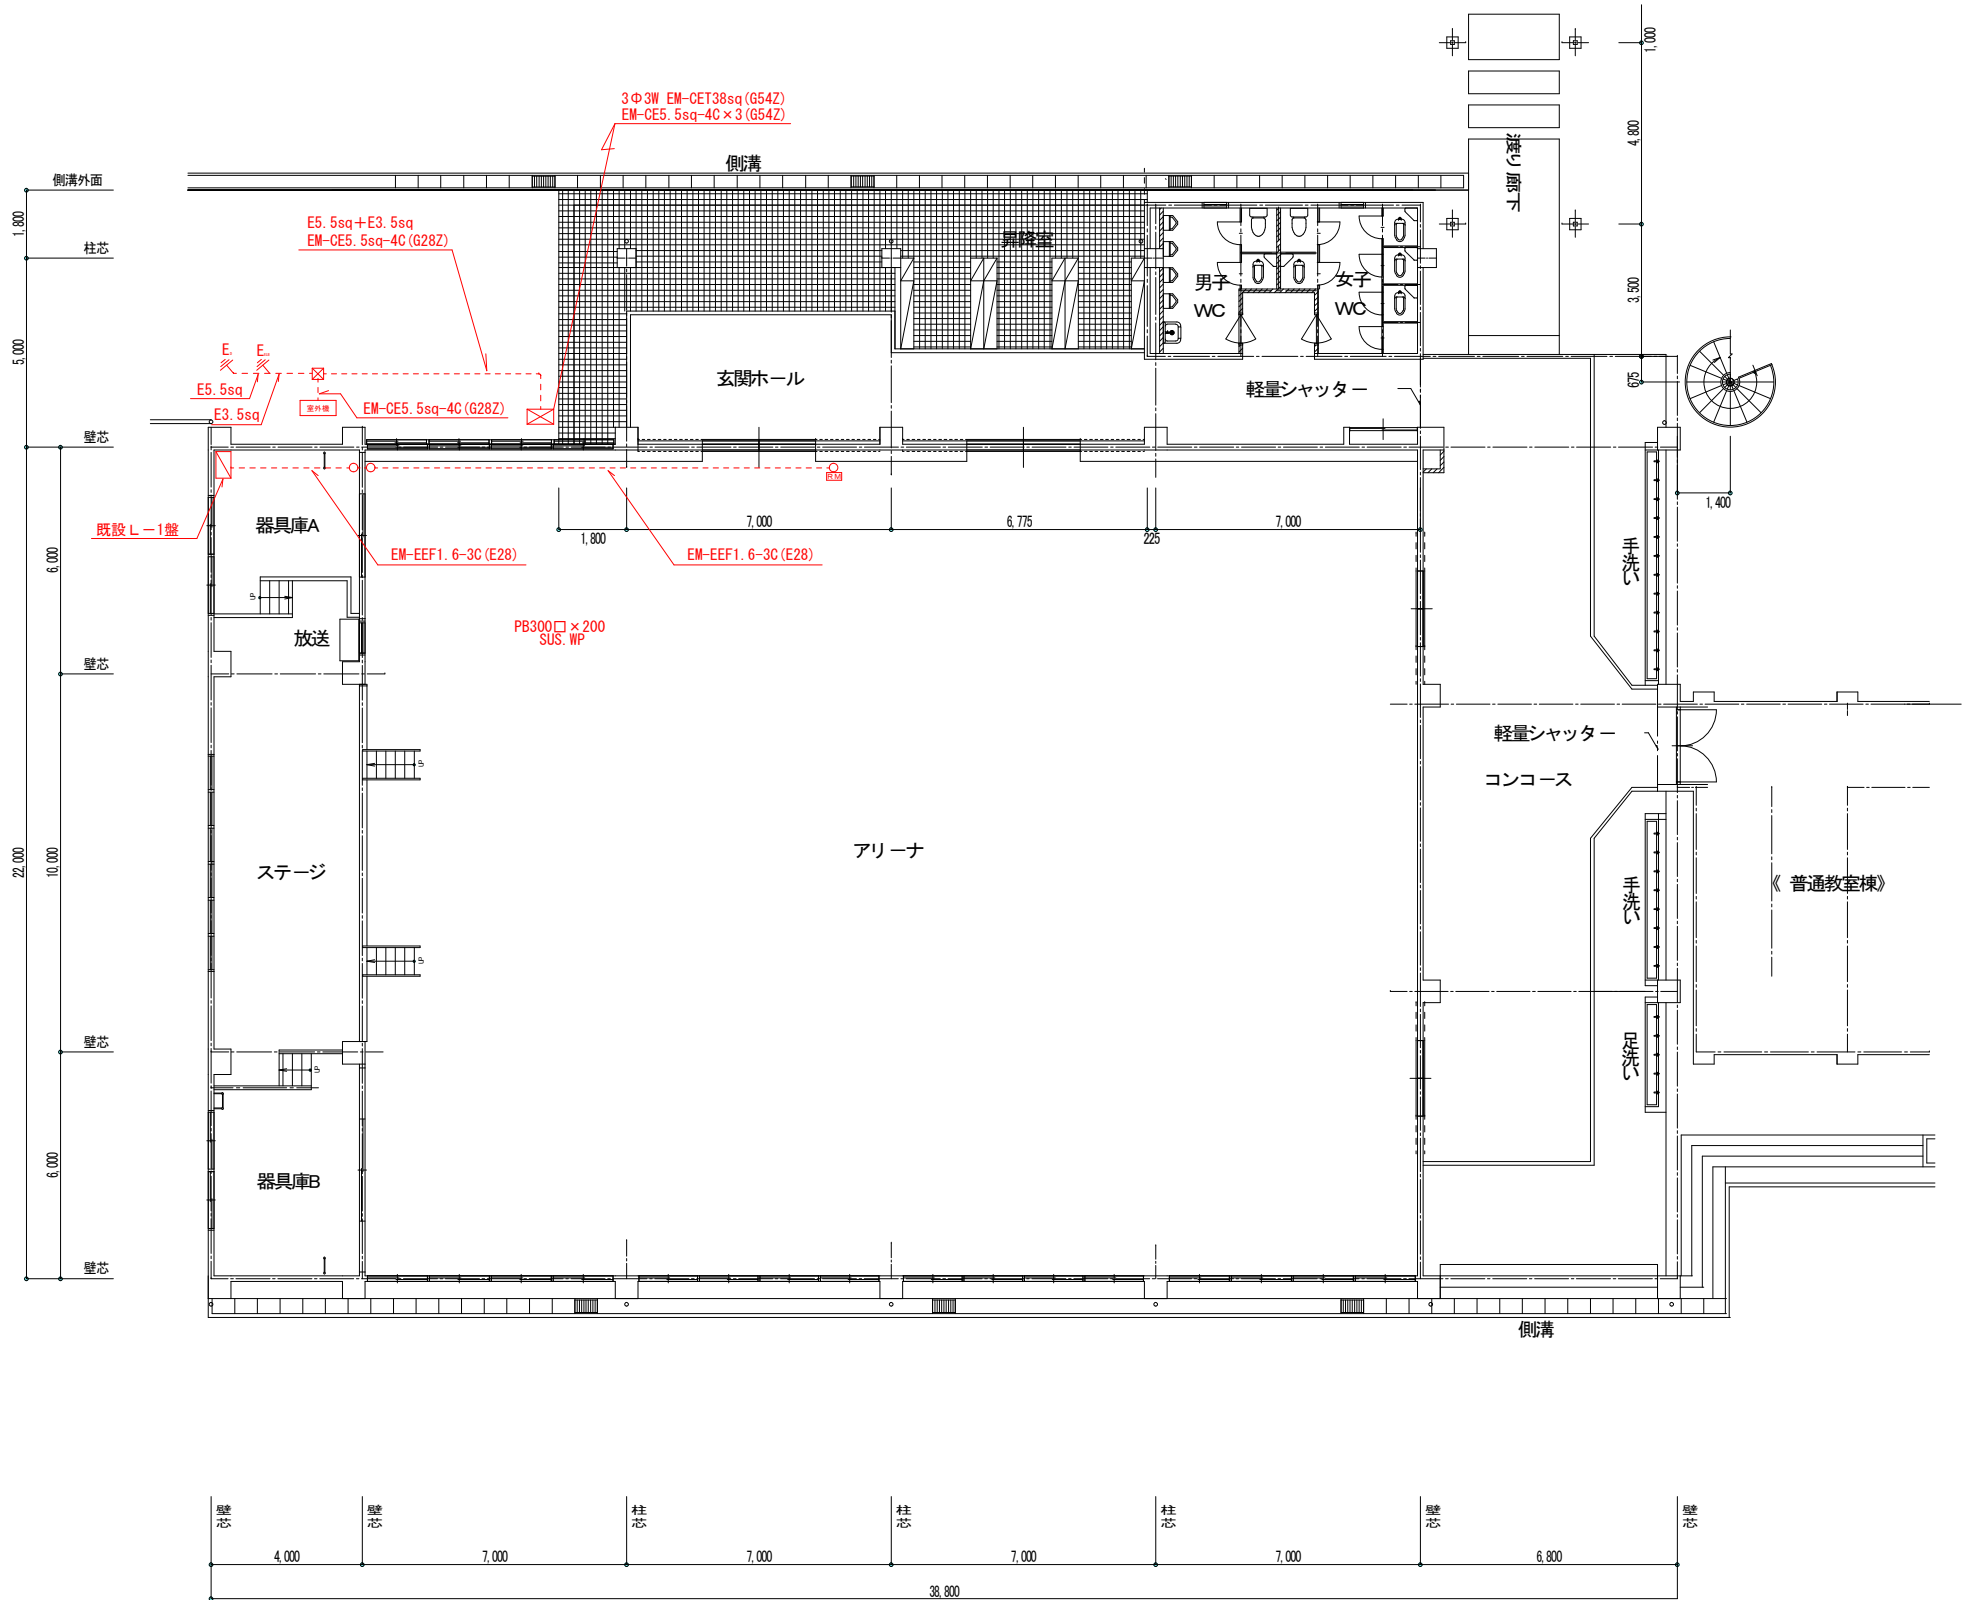 1,000
3Φ3W EM-CET38sq(G54Z)
EM-CE5.5sq-4C×3(G54Z)
4,800
渡り廊下
側溝
側溝外面
1,800
E5.5sq+E3.5sq
EM-CE5.5sq-4C(G28Z)
昇降室
柱芯
男子
WC
女子
WC
3,500
5,000
E
E
E5.5sq
E3.5sq
室外機
EM-CE5.5sq-4C(G28Z)
玄関ホール
軽量シャッター
675
壁芯
RM
1,400
既設L-1盤
器具庫A
EM-EEF1.6-3C(E28)
EM-EEF1.6-3C(E28)
1,800
7,000
6,775
225
7,000
6,000
手洗い
UP
放送
PB300□×200
SUS.WP
壁芯
軽量シャッター
コンコース
UP
アリーナ
22,000
10,000
ステージ
手洗い
《 普通教室棟》
UP
壁芯
UP
足洗い
6,000
器具庫B
壁芯
側溝
壁芯
壁芯
柱芯
柱芯
柱芯
壁芯
壁芯
4,000
7,000
7,000
7,000
7,000
6,800
38,800